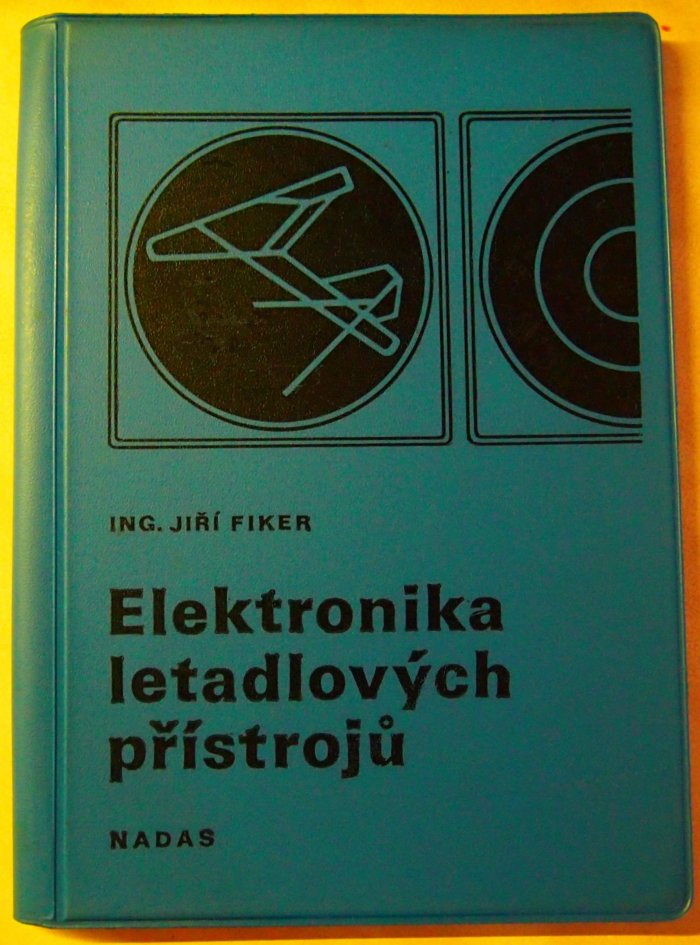 ING. JIŘÍ FIKER
Elektronika
letadlových
přístrojů
NADAS